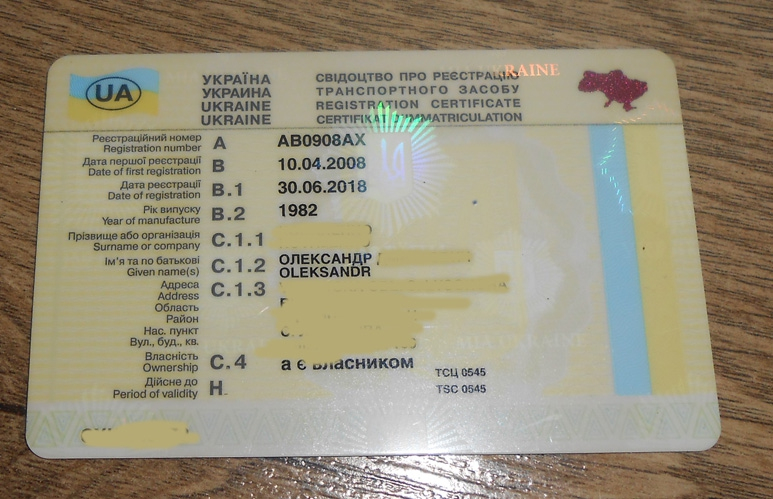 UA
УКРАЇНА СВІДОЦТВО ПРО РЕЄСТРАЦІЮ
УКРАИНА ТРАНСПОРТНОГО ЗАСОБУ
UKRAINE REGISTRATION CERTIFICATE
UKRAINE CERTIFIKAT D'IMMATRICULATION
Реєстраційний номер
Registration number A АВ0908АХ
Дата першої реєстрації
Date of first registration B 10.04.2008
Дата реєстрації
Date of registration B.1 30.06.2018
Рік випуску
Year of manufacture B.2 1982
Прізвище або організація
Surname or company C.1.1
Ім'я та по батькові
Given name(s) C.1.2 ОЛЕКСАНДР
OLEKSANDR
Адреса
Address C.1.3
Область
Район
Нас. пункт
Вул., буд., кв.
Власність
Ownership C.4 а є власником
Дійсне до
Period of validity H
ТСЦ 0545
TSC 0545